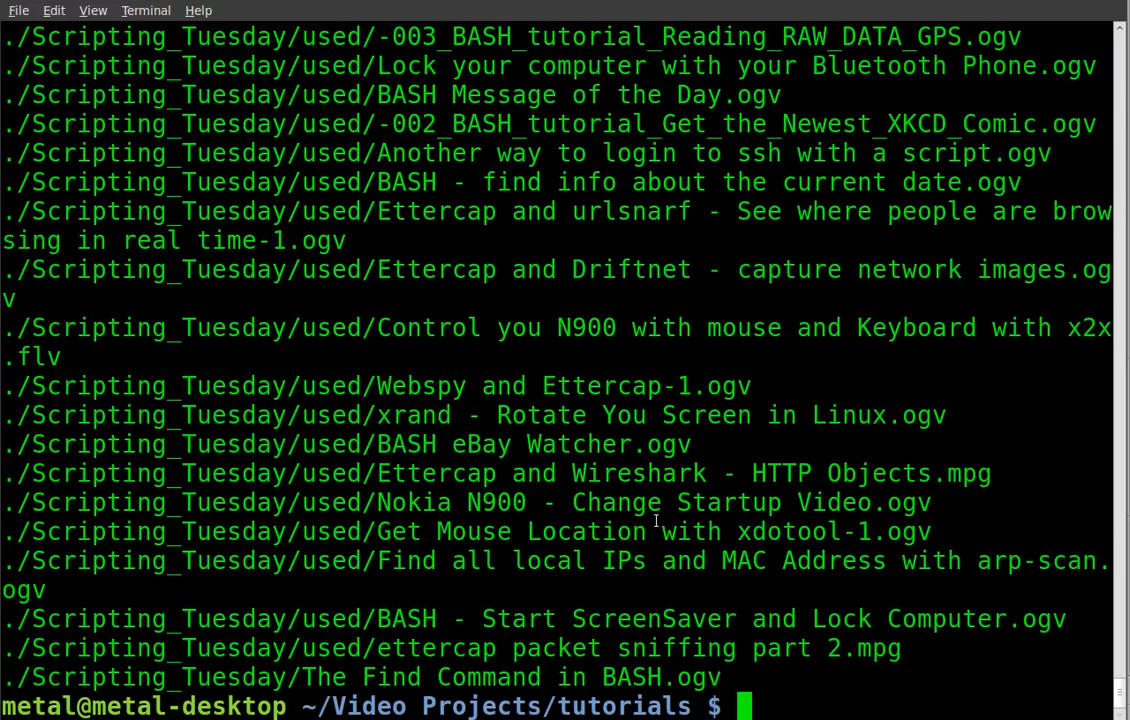 File Edit View Terminal Help
./Scripting_Tuesday/used/-003_BASH_tutorial_Reading_RAW_DATA_GPS.ogv
./Scripting_Tuesday/used/Lock your computer with your Bluetooth Phone.ogv
./Scripting_Tuesday/used/BASH Message of the Day.ogv
./Scripting_Tuesday/used/-002_BASH_tutorial_Get_the_Newest_XKCD_Comic.ogv
./Scripting_Tuesday/used/Another way to login to ssh with a script.ogv
./Scripting_Tuesday/used/BASH - find info about the current date.ogv
./Scripting_Tuesday/used/Ettercap and urlsnarf - See where people are brow
sing in real time-1.ogv
./Scripting_Tuesday/used/Ettercap and Driftnet - capture network images.og
v
./Scripting_Tuesday/used/Control you N900 with mouse and Keyboard with x2x
.flv
./Scripting_Tuesday/used/Webspy and Ettercap-1.ogv
./Scripting_Tuesday/used/xrand - Rotate You Screen in Linux.ogv
./Scripting_Tuesday/used/BASH eBay Watcher.ogv
./Scripting_Tuesday/used/Ettercap and Wireshark - HTTP Objects.mpg
./Scripting_Tuesday/used/Nokia N900 - Change Startup Video.ogv
./Scripting_Tuesday/used/Get Mouse Location with xdotool-1.ogv
./Scripting_Tuesday/used/Find all local IPs and MAC Address with arp-scan.
ogv
./Scripting_Tuesday/used/BASH - Start ScreenSaver and Lock Computer.ogv
./Scripting_Tuesday/used/ettercap packet sniffing part 2.mpg
./Scripting_Tuesday/The Find Command in BASH.ogv
metal@metal-desktop ~/Video Projects/tutorials $